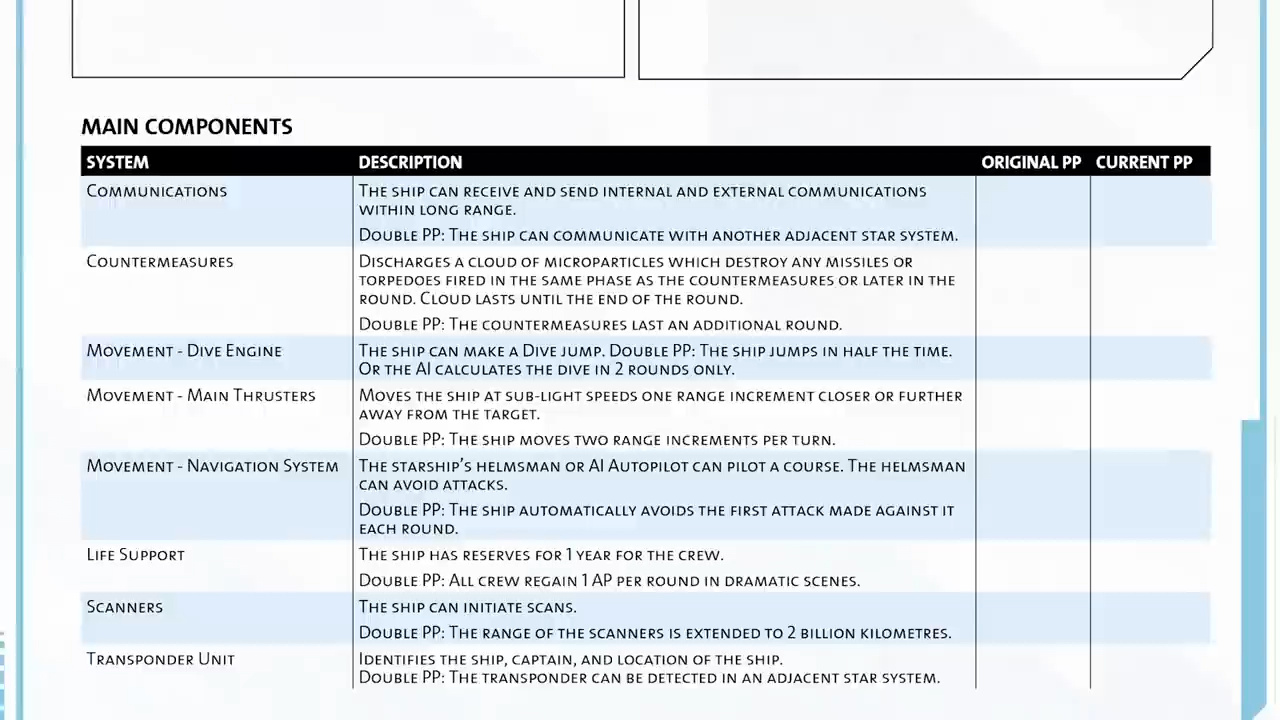 MAIN COMPONENTS
SYSTEM DESCRIPTION ORIGINAL PP CURRENT PP
COMMUNICATIONS THE SHIP CAN RECEIVE AND SEND INTERNAL AND EXTERNAL COMMUNICATIONS
WITHIN LONG RANGE.
DOUBLE PP: THE SHIP CAN COMMUNICATE WITH ANOTHER ADJACENT STAR SYSTEM.
COUNTERMEASURES DISCHARGES A CLOUD OF MICROPARTICLES WHICH DESTROY ANY MISSILES OR
TORPEDOES FIRED IN THE SAME PHASE AS THE COUNTERMEASURES OR LATER IN THE
ROUND. CLOUD LASTS UNTIL THE END OF THE ROUND.
DOUBLE PP: THE COUNTERMEASURES LAST AN ADDITIONAL ROUND.
MOVEMENT - DIVE ENGINE THE SHIP CAN MAKE A DIVE JUMP. DOUBLE PP: THE SHIP JUMPS IN HALF THE TIME.
OR THE AI CALCULATES THE DIVE IN 2 ROUNDS ONLY.
MOVEMENT - MAIN THRUSTERS MOVES THE SHIP AT SUB-LIGHT SPEEDS ONE RANGE INCREMENT CLOSER OR FURTHER
AWAY FROM THE TARGET.
DOUBLE PP: THE SHIP MOVES TWO RANGE INCREMENTS PER TURN.
MOVEMENT - NAVIGATION SYSTEM THE STARSHIP'S HELMSMAN OR AI AUTOPILOT CAN PILOT A COURSE. THE HELMSMAN
CAN AVOID ATTACKS.
DOUBLE PP: THE SHIP AUTOMATICALLY AVOIDS THE FIRST ATTACK MADE AGAINST IT
EACH ROUND.
LIFE SUPPORT THE SHIP HAS RESERVES FOR 1 YEAR FOR THE CREW.
DOUBLE PP: ALL CREW REGAIN 1 AP PER ROUND IN DRAMATIC SCENES.
SCANNERS THE SHIP CAN INITIATE SCANS.
DOUBLE PP: THE RANGE OF THE SCANNERS IS EXTENDED TO 2 BILLION KILOMETRES.
TRANSPONDER UNIT IDENTIFIES THE SHIP, CAPTAIN, AND LOCATION OF THE SHIP.
DOUBLE PP: THE TRANSPONDER CAN BE DETECTED IN AN ADJACENT STAR SYSTEM.